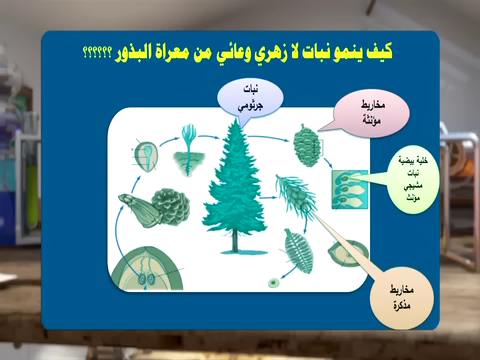 كيف ينمو نبات لا زهري وعائي من معراة البذور ؟؟؟؟؟؟
نبات
جرثومي
مخاريط
مؤنثة
خلية بيضية
نبات
مشيجي
مؤنث
مخاريط
مذكرة